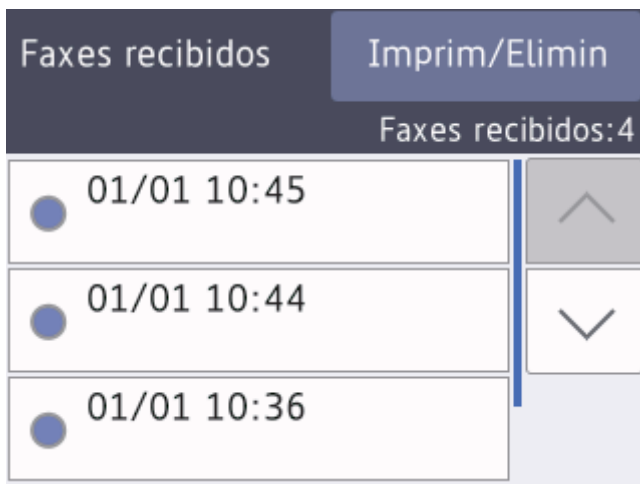 Faxes recibidos
Imprim/Elimin
Faxes recibidos:4
01/01 10:45
01/01 10:44
01/01 10:36